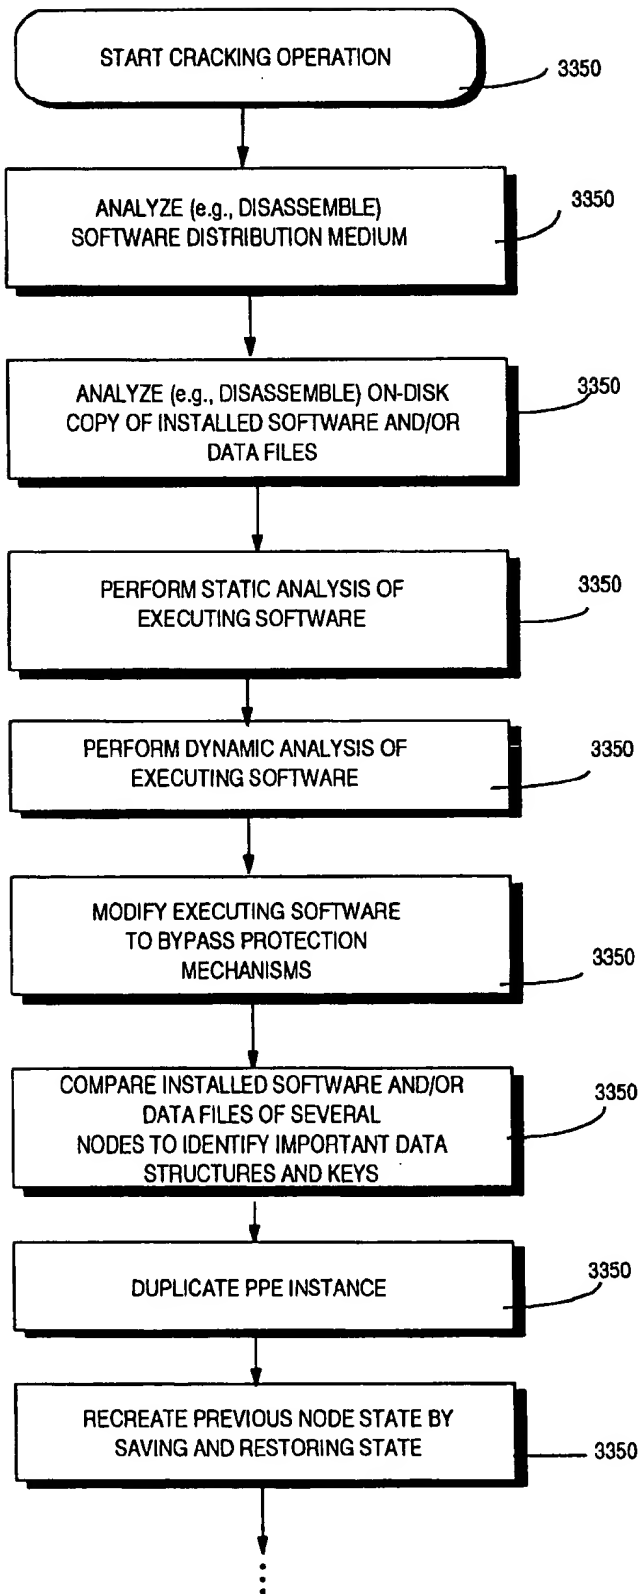 START CRACKING OPERATION
3350
ANALYZE (e.g., DISASSEMBLE)
SOFTWARE DISTRIBUTION MEDIUM
3350
ANALYZE (e.g., DISASSEMBLE) ON-DISK
COPY OF INSTALLED SOFTWARE AND/OR
DATA FILES
3350
PERFORM STATIC ANALYSIS OF
EXECUTING SOFTWARE
3350
PERFORM DYNAMIC ANALYSIS OF
EXECUTING SOFTWARE
3350
MODIFY EXECUTING SOFTWARE
TO BYPASS PROTECTION
MECHANISMS
3350
COMPARE INSTALLED SOFTWARE AND/OR
DATA FILES OF SEVERAL
NODES TO IDENTIFY IMPORTANT DATA
STRUCTURES AND KEYS
3350
DUPLICATE PPE INSTANCE
3350
RECREATE PREVIOUS NODE STATE BY
SAVING AND RESTORING STATE
3350